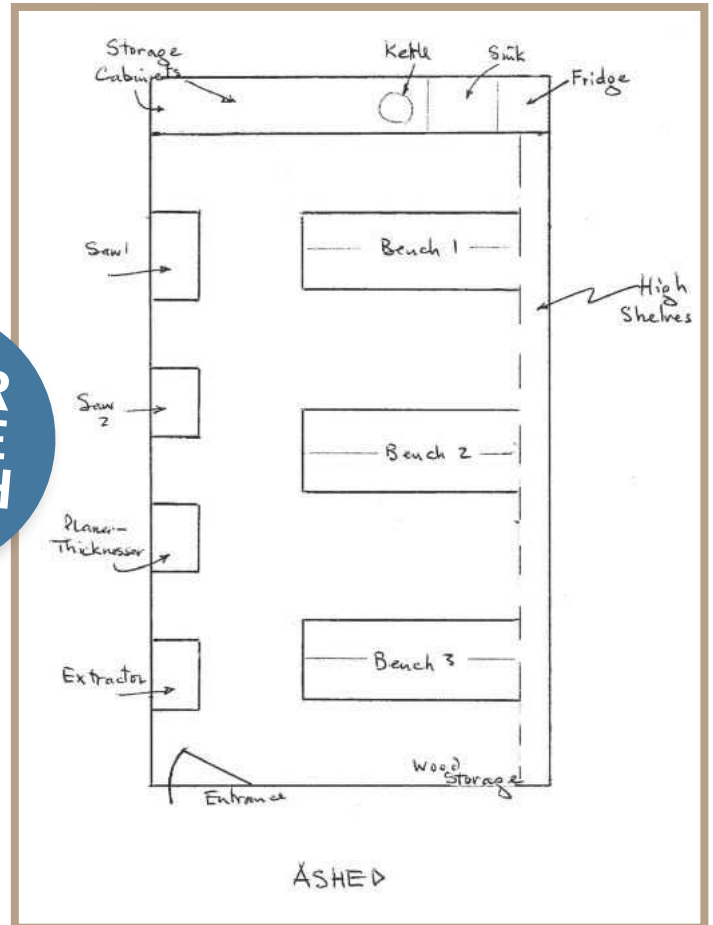 Storage
Cabinets
Kettle
Sink
Fridge
Saw 1
Bench 1
High
Shelves
Saw
2
Bench 2
Planer-
Thicknesser
Extractor
Bench 3
Wood
Storage
Entrance
ASHED